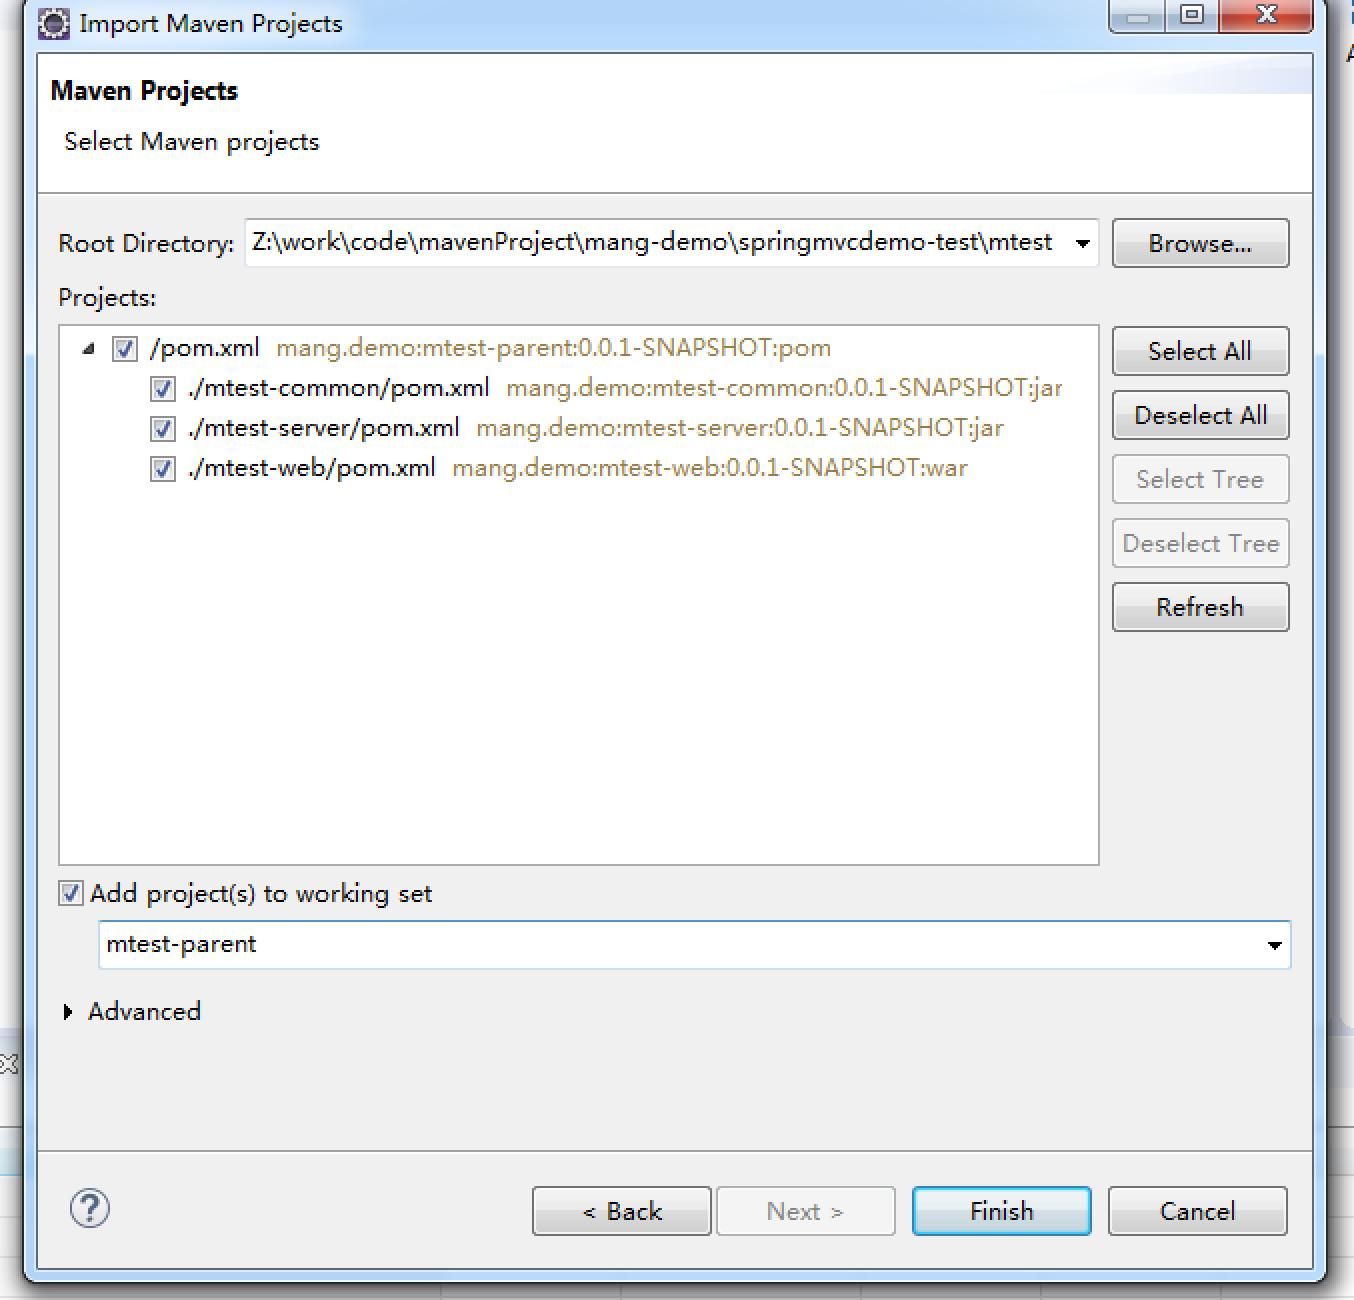 Import Maven Projects
Maven Projects
Select Maven projects
Root Directory: Z:\work\code\mavenProject\mang-demo\springmvcdemo-test\mtest Browse...
Projects:
/pom.xml mang.demo:mtest-parent:0.0.1-SNAPSHOT:pom
./mtest-common/pom.xml mang.demo:mtest-common:0.0.1-SNAPSHOT:jar
./mtest-server/pom.xml mang.demo:mtest-server:0.0.1-SNAPSHOT:jar
./mtest-web/pom.xml mang.demo:mtest-web:0.0.1-SNAPSHOT:war
Select All
Deselect All
Select Tree
Deselect Tree
Refresh
Add project(s) to working set
mtest-parent
Advanced
? < Back Next > Finish Cancel